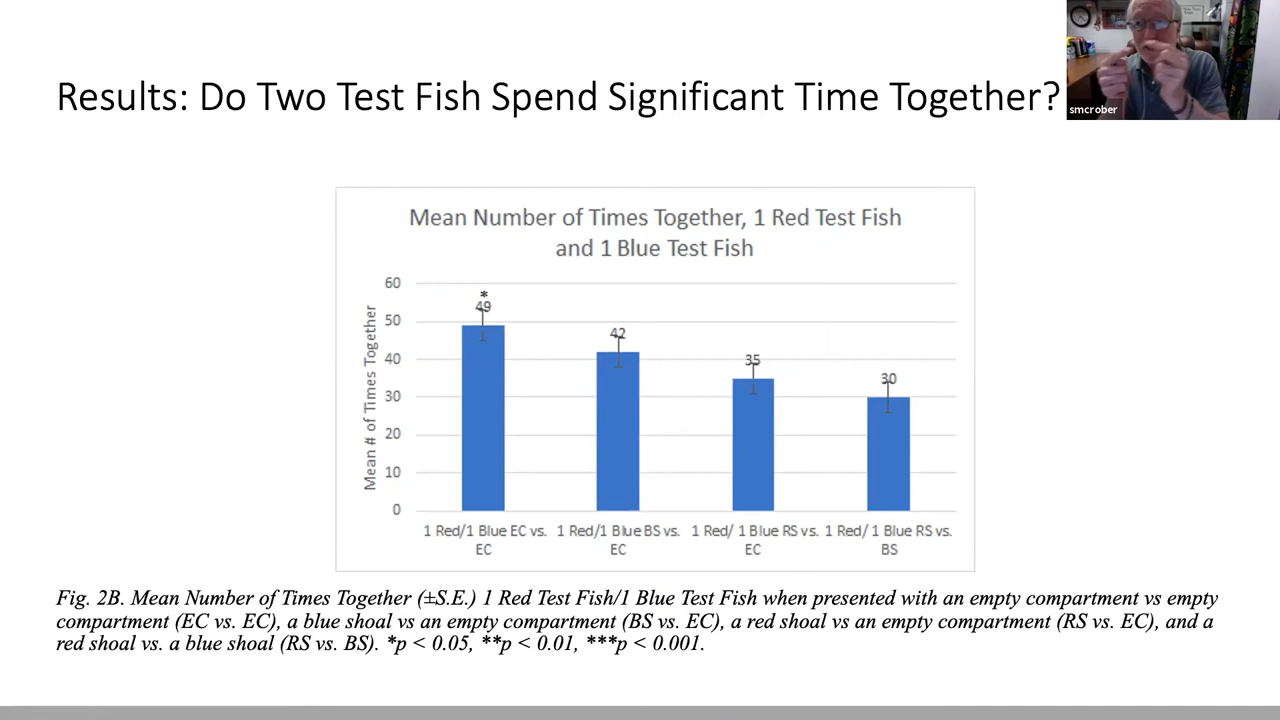 Results: Do Two Test Fish Spend Significant Time Together?
smcrober
Mean Number of Times Together, 1 Red Test Fish
and 1 Blue Test Fish
Mean # of Times Together
60
50
40
30
20
10
0
*
49
42
35
30
1 Red/1 Blue EC vs.
EC
1 Red/1 Blue BS vs.
EC
1 Red/ 1 Blue RS vs.
EC
1 Red/ 1 Blue RS vs.
BS
Fig. 2B. Mean Number of Times Together (±S.E.) 1 Red Test Fish/1 Blue Test Fish when presented with an empty compartment vs empty
compartment (EC vs. EC), a blue shoal vs an empty compartment (BS vs. EC), a red shoal vs an empty compartment (RS vs. EC), and a
red shoal vs. a blue shoal (RS vs. BS). *p < 0.05, **p < 0.01, ***p < 0.001.